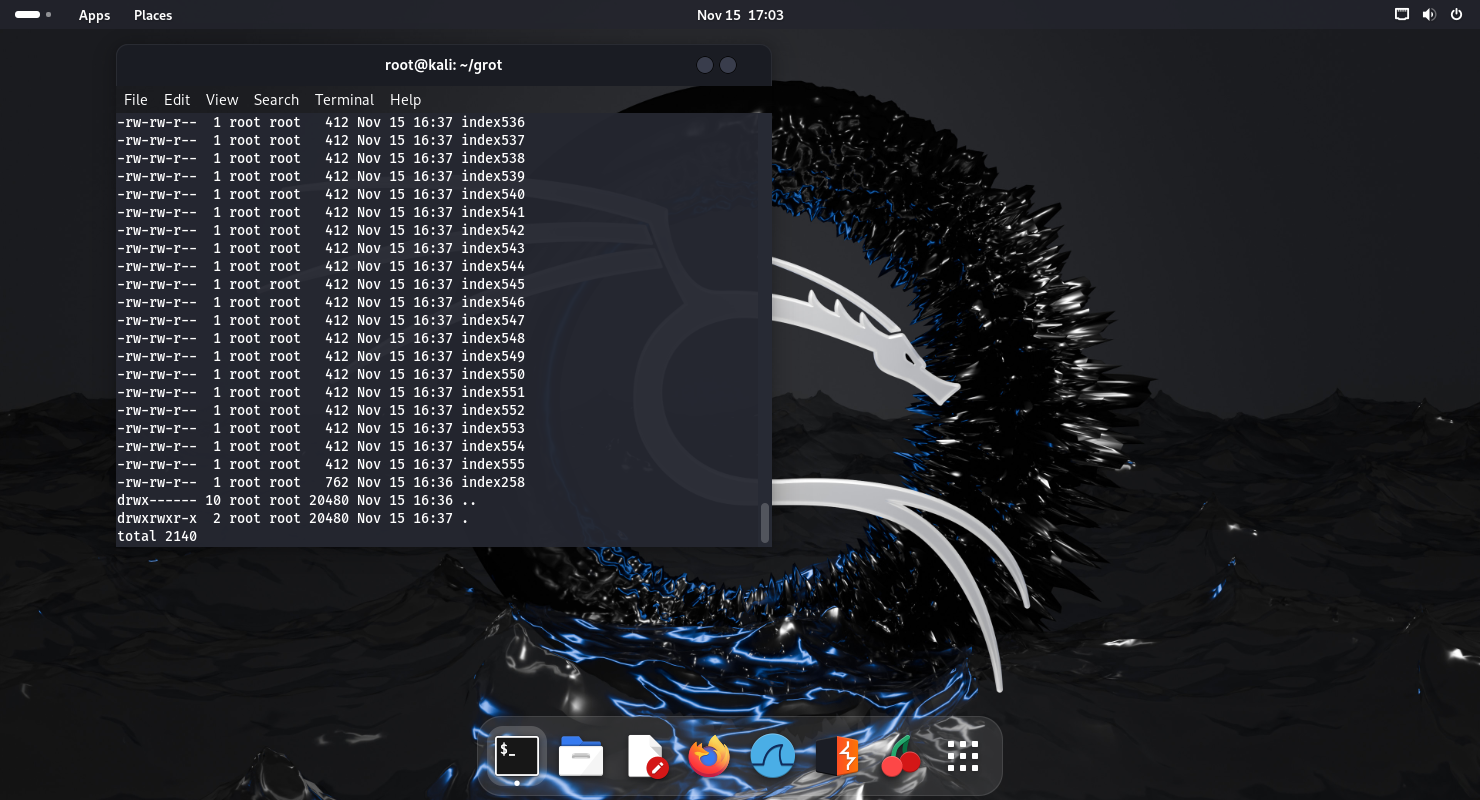 Apps Places Nov 15 17:03
root@kali: ~/grot
File Edit View Search Terminal Help
-rw-rw-r--  1 root root   412 Nov 15 16:37 index536
-rw-rw-r--  1 root root   412 Nov 15 16:37 index537
-rw-rw-r--  1 root root   412 Nov 15 16:37 index538
-rw-rw-r--  1 root root   412 Nov 15 16:37 index539
-rw-rw-r--  1 root root   412 Nov 15 16:37 index540
-rw-rw-r--  1 root root   412 Nov 15 16:37 index541
-rw-rw-r--  1 root root   412 Nov 15 16:37 index542
-rw-rw-r--  1 root root   412 Nov 15 16:37 index543
-rw-rw-r--  1 root root   412 Nov 15 16:37 index544
-rw-rw-r--  1 root root   412 Nov 15 16:37 index545
-rw-rw-r--  1 root root   412 Nov 15 16:37 index546
-rw-rw-r--  1 root root   412 Nov 15 16:37 index547
-rw-rw-r--  1 root root   412 Nov 15 16:37 index548
-rw-rw-r--  1 root root   412 Nov 15 16:37 index549
-rw-rw-r--  1 root root   412 Nov 15 16:37 index550
-rw-rw-r--  1 root root   412 Nov 15 16:37 index551
-rw-rw-r--  1 root root   412 Nov 15 16:37 index552
-rw-rw-r--  1 root root   412 Nov 15 16:37 index553
-rw-rw-r--  1 root root   412 Nov 15 16:37 index554
-rw-rw-r--  1 root root   412 Nov 15 16:37 index555
-rw-rw-r--  1 root root   762 Nov 15 16:36 index258
drwx------ 10 root root 20480 Nov 15 16:36 ..
drwxrwxr-x  2 root root 20480 Nov 15 16:37 .
total 2140
$_